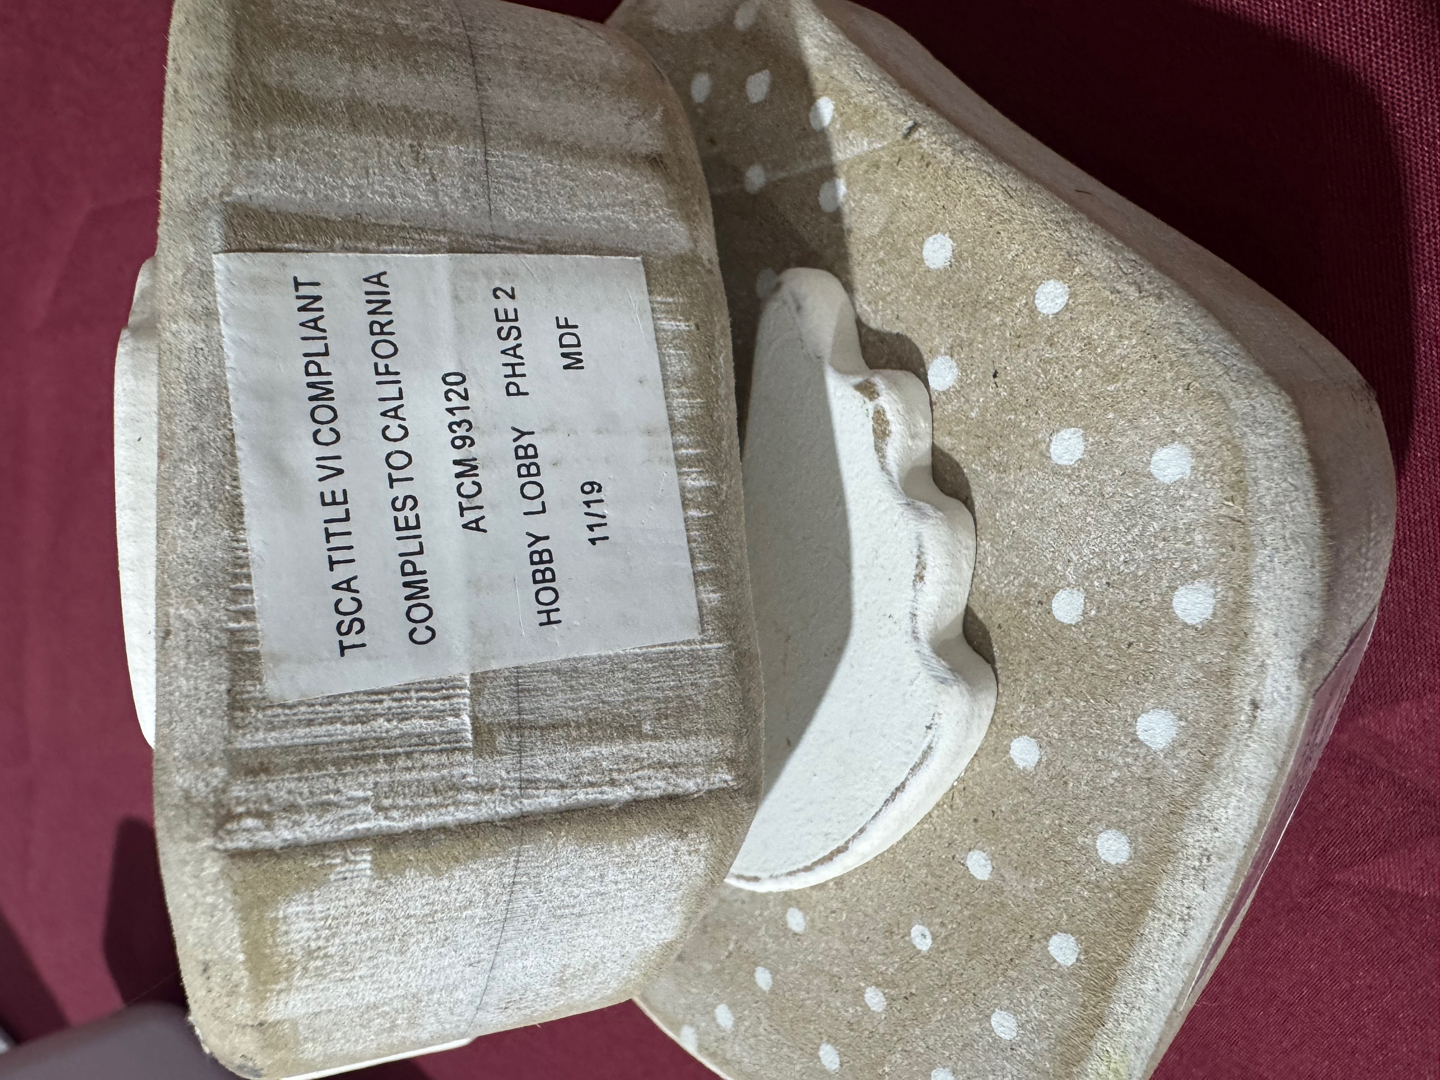 TSCA TITLE VI COMPLIANT
COMPLIES TO CALIFORNIA
ATCM 93120
HOBBY LOBBY PHASE 2
11/19 MDF